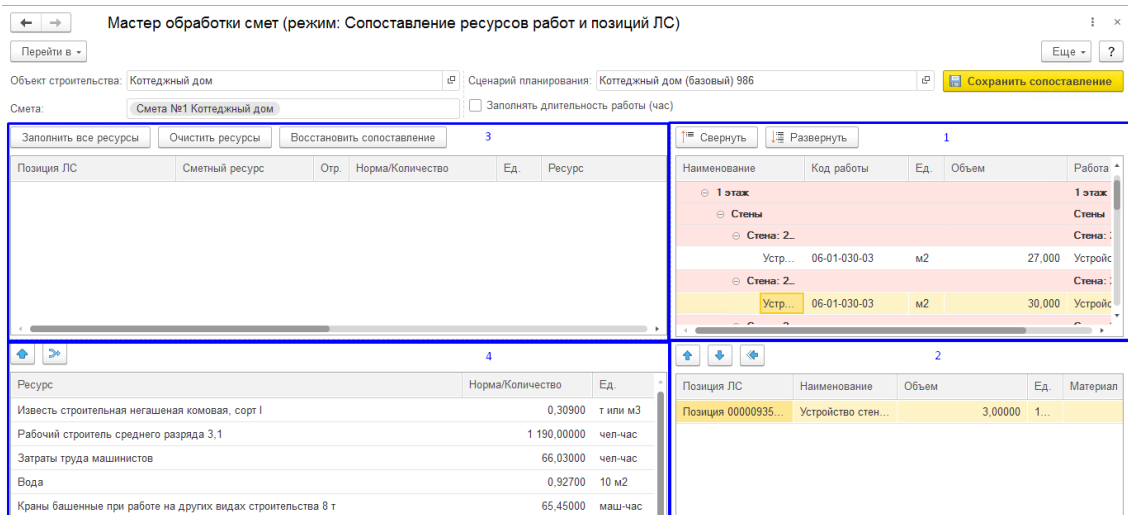 Мастер обработки смет (режим: Сопоставление ресурсов работ и позиций ЛС)
Перейти в
Еще
?
Объект строительства: Коттеджный дом
Сценарий планирования: Коттеджный дом (базовый) 986
Сохранить сопоставление
Смета: Смета №1 Коттеджный дом
Заполнять длительность работы (час)
Заполнить все ресурсы Очистить ресурсы Восстановить сопоставление 3
Позиция ЛС Сметный ресурс Отр. Норма/Количество Ед. Ресурс
Свернуть Развернуть 1
Наименование Код работы Ед. Объем Работа
1 этаж 1 этаж
Стены Стены
Стена: 2... Стена:
Устр... 06-01-030-03 м2 27,000 Устройс
Стена: 2... Стена:
Устр... 06-01-030-03 м2 30,000 Устройс
4
Ресурс Норма/Количество Ед.
Известь строительная негашеная комовая, сорт I 0,30900 т или м3
Рабочий строитель среднего разряда 3,1 1 190,00000 чел-час
Затраты труда машинистов 66,03000 чел-час
Вода 0,92700 10 м2
Краны башенные при работе на других видах строительства 8 т 65,45000 маш-час
2
Позиция ЛС Наименование Объем Ед. Материал
Позиция 00000935... Устройство стен... 3,00000 1...